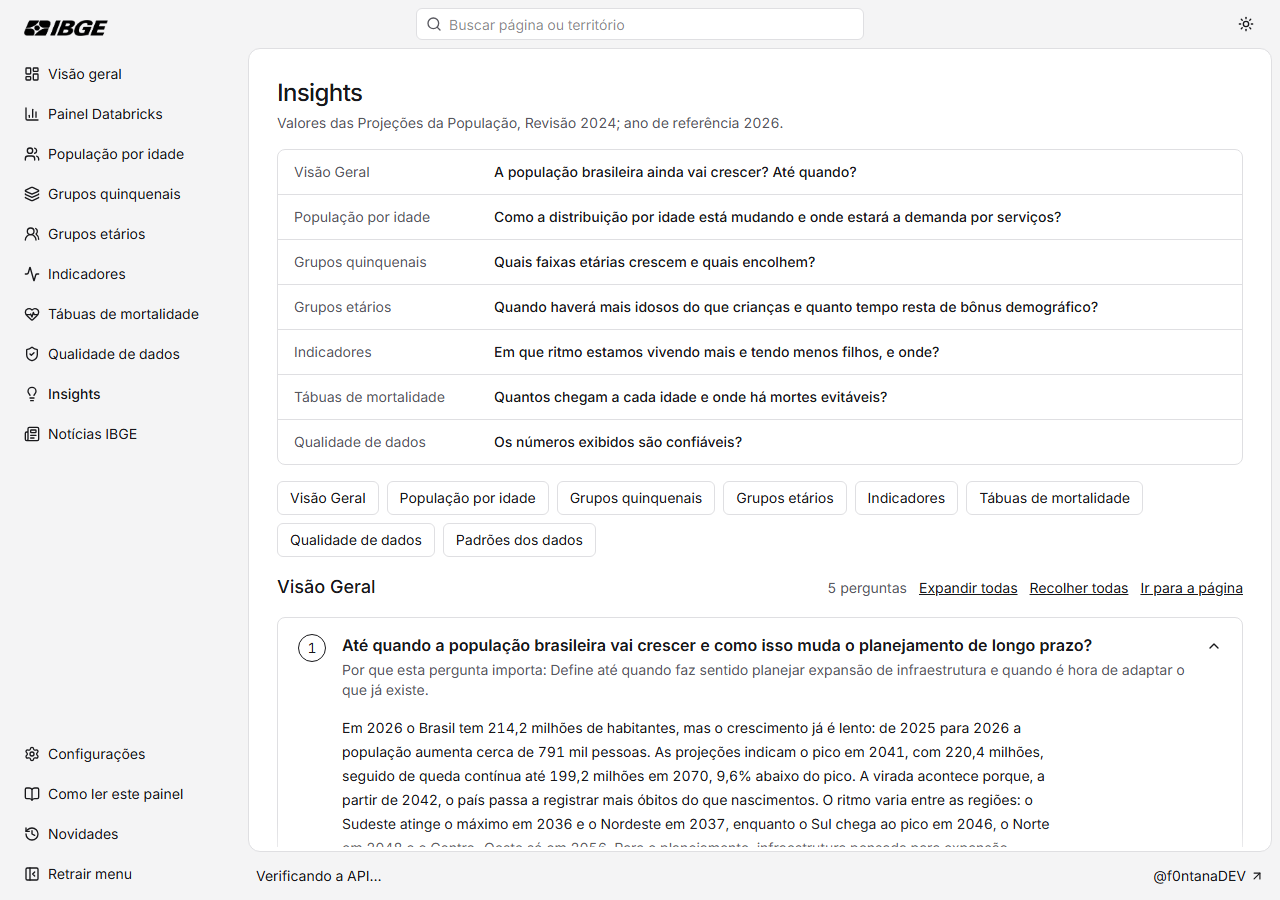 IBGE
Buscar página ou território
Visão geral
Painel Databricks
População por idade
Grupos quinquenais
Grupos etários
Indicadores
Tábuas de mortalidade
Qualidade de dados
Insights
Notícias IBGE
Configurações
Como ler este painel
Novidades
Retrair menu
Insights
Valores das Projeções da População, Revisão 2024; ano de referência 2026.
Visão Geral A população brasileira ainda vai crescer? Até quando?
População por idade Como a distribuição por idade está mudando e onde estará a demanda por serviços?
Grupos quinquenais Quais faixas etárias crescem e quais encolhem?
Grupos etários Quando haverá mais idosos do que crianças e quanto tempo resta de bônus demográfico?
Indicadores Em que ritmo estamos vivendo mais e tendo menos filhos, e onde?
Tábuas de mortalidade Quantos chegam a cada idade e onde há mortes evitáveis?
Qualidade de dados Os números exibidos são confiáveis?
Visão Geral População por idade Grupos quinquenais Grupos etários Indicadores Tábuas de mortalidade
Qualidade de dados Padrões dos dados
Visão Geral 5 perguntas Expandir todas Recolher todas Ir para a página
1 Até quando a população brasileira vai crescer e como isso muda o planejamento de longo prazo?
Por que esta pergunta importa: Define até quando faz sentido planejar expansão de infraestrutura e quando é hora de adaptar o
que já existe.
Em 2026 o Brasil tem 214,2 milhões de habitantes, mas o crescimento já é lento: de 2025 para 2026 a
população aumenta cerca de 791 mil pessoas. As projeções indicam o pico em 2041, com 220,4 milhões,
seguido de queda contínua até 199,2 milhões em 2070, 9,6% abaixo do pico. A virada acontece porque, a
partir de 2042, o país passa a registrar mais óbitos do que nascimentos. O ritmo varia entre as regiões: o
Sudeste atinge o máximo em 2036 e o Nordeste em 2037, enquanto o Sul chega ao pico em 2046, o Norte
Verificando a API...
@f0ntanaDEV